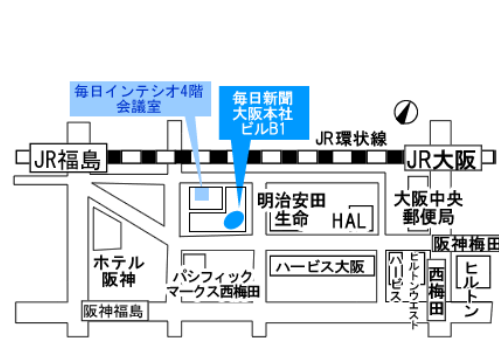 毎日インテシオ4階
会議室
毎日新聞
大阪本社
ビルB1
JR環状線
JR福島
JR大阪
明治安田
生命
HAL
大阪中央
郵便局
阪神梅田
ホテル
阪神
パシフィック
マークス西梅田
ハービス大阪
ハービス
ヒルトンウエスト
西梅田
ヒルトン
阪神福島